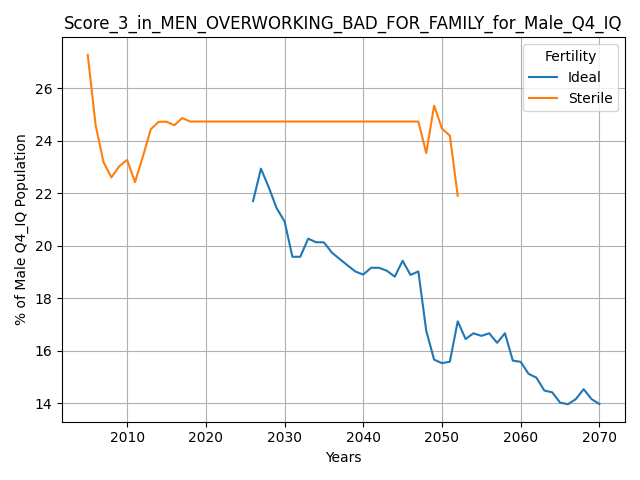 Score_3_in_MEN_OVERWORKING_BAD_FOR_FAMILY_for_Male_Q4_IQ
Fertility
Ideal
Sterile
% of Male Q4_IQ Population
26
24
22
20
18
16
14
2010 2020 2030 2040 2050 2060 2070
Years